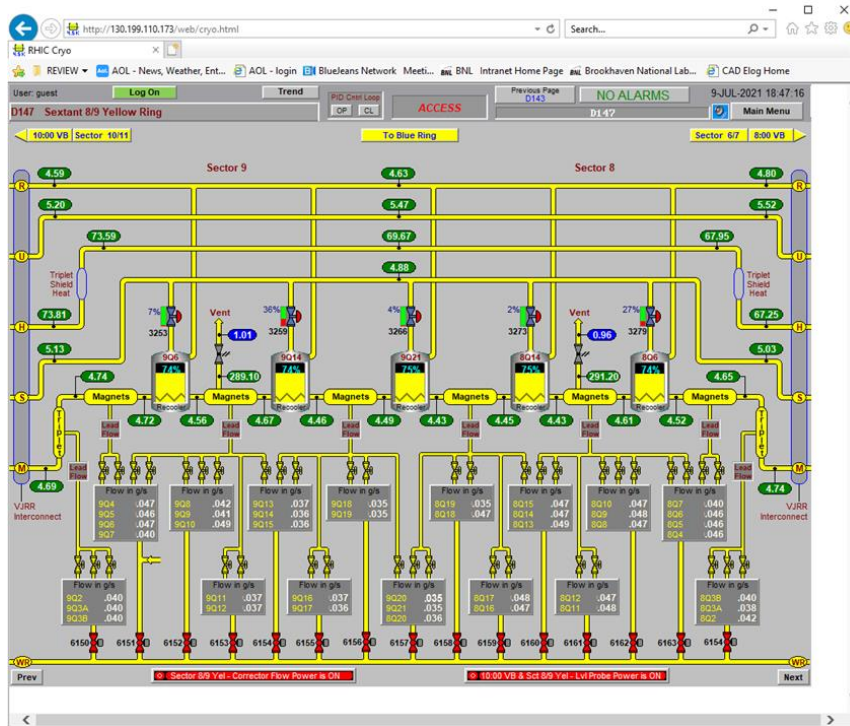 http://130.199.110.173/web/cryo.html
Search...
RHIC Cryo
REVIEW
AOL - News, Weather, Ent...
AOL - login
BlueJeans Network Meeti...
BNL Intranet Home Page
Brookhaven National Lab...
CAD Elog Home
User: guest
Log On
Trend
PID Cntrl Loop
OP
CL
ACCESS
Previous Page
D143
NO ALARMS
9-JUL-2021 18:47:16
D147 Sextant 8/9 Yellow Ring
D147
Main Menu
10:00 VB
Sector 10/11
To Blue Ring
Sector 6/7
8:00 VB
Sector 9
Sector 8
4.59
4.63
4.80
R
R
5.20
5.47
5.52
73.59
69.67
67.95
U
U
4.88
Triplet Shield Heat
Triplet Shield Heat
73.81
67.25
7%
Vent
36%
4%
2%
Vent
27%
H
H
3253
1.01
3259
3266
3273
0.96
3279
5.13
5.03
9Q6
9Q14
9Q21
8Q14
8Q6
74%
74%
75%
75%
74%
4.74
289.10
291.20
4.65
S
S
Magnets
Recooler
Magnets
Recooler
Magnets
Recooler
Magnets
Recooler
Magnets
Recooler
Magnets
4.72
4.56
4.67
4.46
4.49
4.43
4.45
4.43
4.61
4.52
Triplet
Triplet
Lead Flow
Lead Flow
Lead Flow
Lead Flow
Lead Flow
Lead Flow
Lead Flow
Lead Flow
M
M
4.69
4.74
VJRR Interconnect
VJRR Interconnect
Flow in g/s
9Q4 .047
9Q5 .046
9Q6 .047
9Q7 .040
Flow in g/s
9Q8 .042
9Q9 .041
9Q10 .049
Flow in g/s
9Q13 .037
9Q14 .036
9Q15 .036
Flow in g/s
9Q18 .035
9Q19 .035
Flow in g/s
8Q19 .035
8Q18 .047
Flow in g/s
8Q15 .047
8Q14 .047
8Q13 .049
Flow in g/s
8Q10 .047
8Q9 .048
8Q8 .047
Flow in g/s
8Q7 .040
8Q6 .046
8Q5 .046
8Q4 .046
Flow in g/s
9Q2 .040
9Q3A .040
9Q3B .040
Flow in g/s
9Q11 .037
9Q12 .037
Flow in g/s
9Q16 .037
9Q17 .036
Flow in g/s
9Q20 .035
9Q21 .035
8Q20 .036
Flow in g/s
8Q17 .048
8Q16 .047
Flow in g/s
8Q12 .047
8Q11 .048
Flow in g/s
8Q3B .040
8Q3A .038
8Q2 .042
6150
6151
6152
6153
6154
6155
6156
6157
6158
6159
6160
6161
6162
6163
6154
WR
WR
Prev
Sector 8/9 Yel - Corrector Flow Power is ON
10:00 VB & Sct 8/9 Yel - Lvl Probe Power is ON
Next